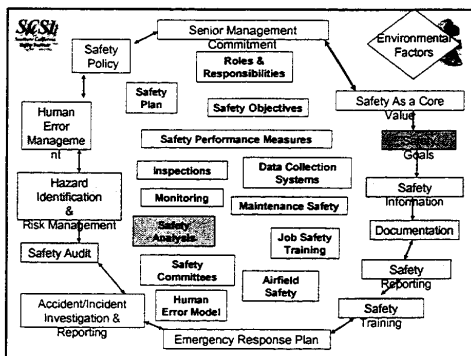 Senior Management
Commitment
Environmental
Factors
Safety
Policy
Roles &
Responsibilities
Safety
Plan
Safety Objectives
Safety As a Core
Value
Human
Error
Manageme
nt
Safety Performance Measures
Goals
Inspections
Data Collection
Systems
Hazard
Identification
&
Risk Management
Monitoring
Maintenance Safety
Safety
Information
Safety
Analysis
Documentation
Safety Audit
Job Safety
Training
Safety
Committees
Safety
Reporting
Airfield
Safety
Accident/Incident
Investigation &
Reporting
Human
Error Model
Safety
Training
Emergency Response Plan